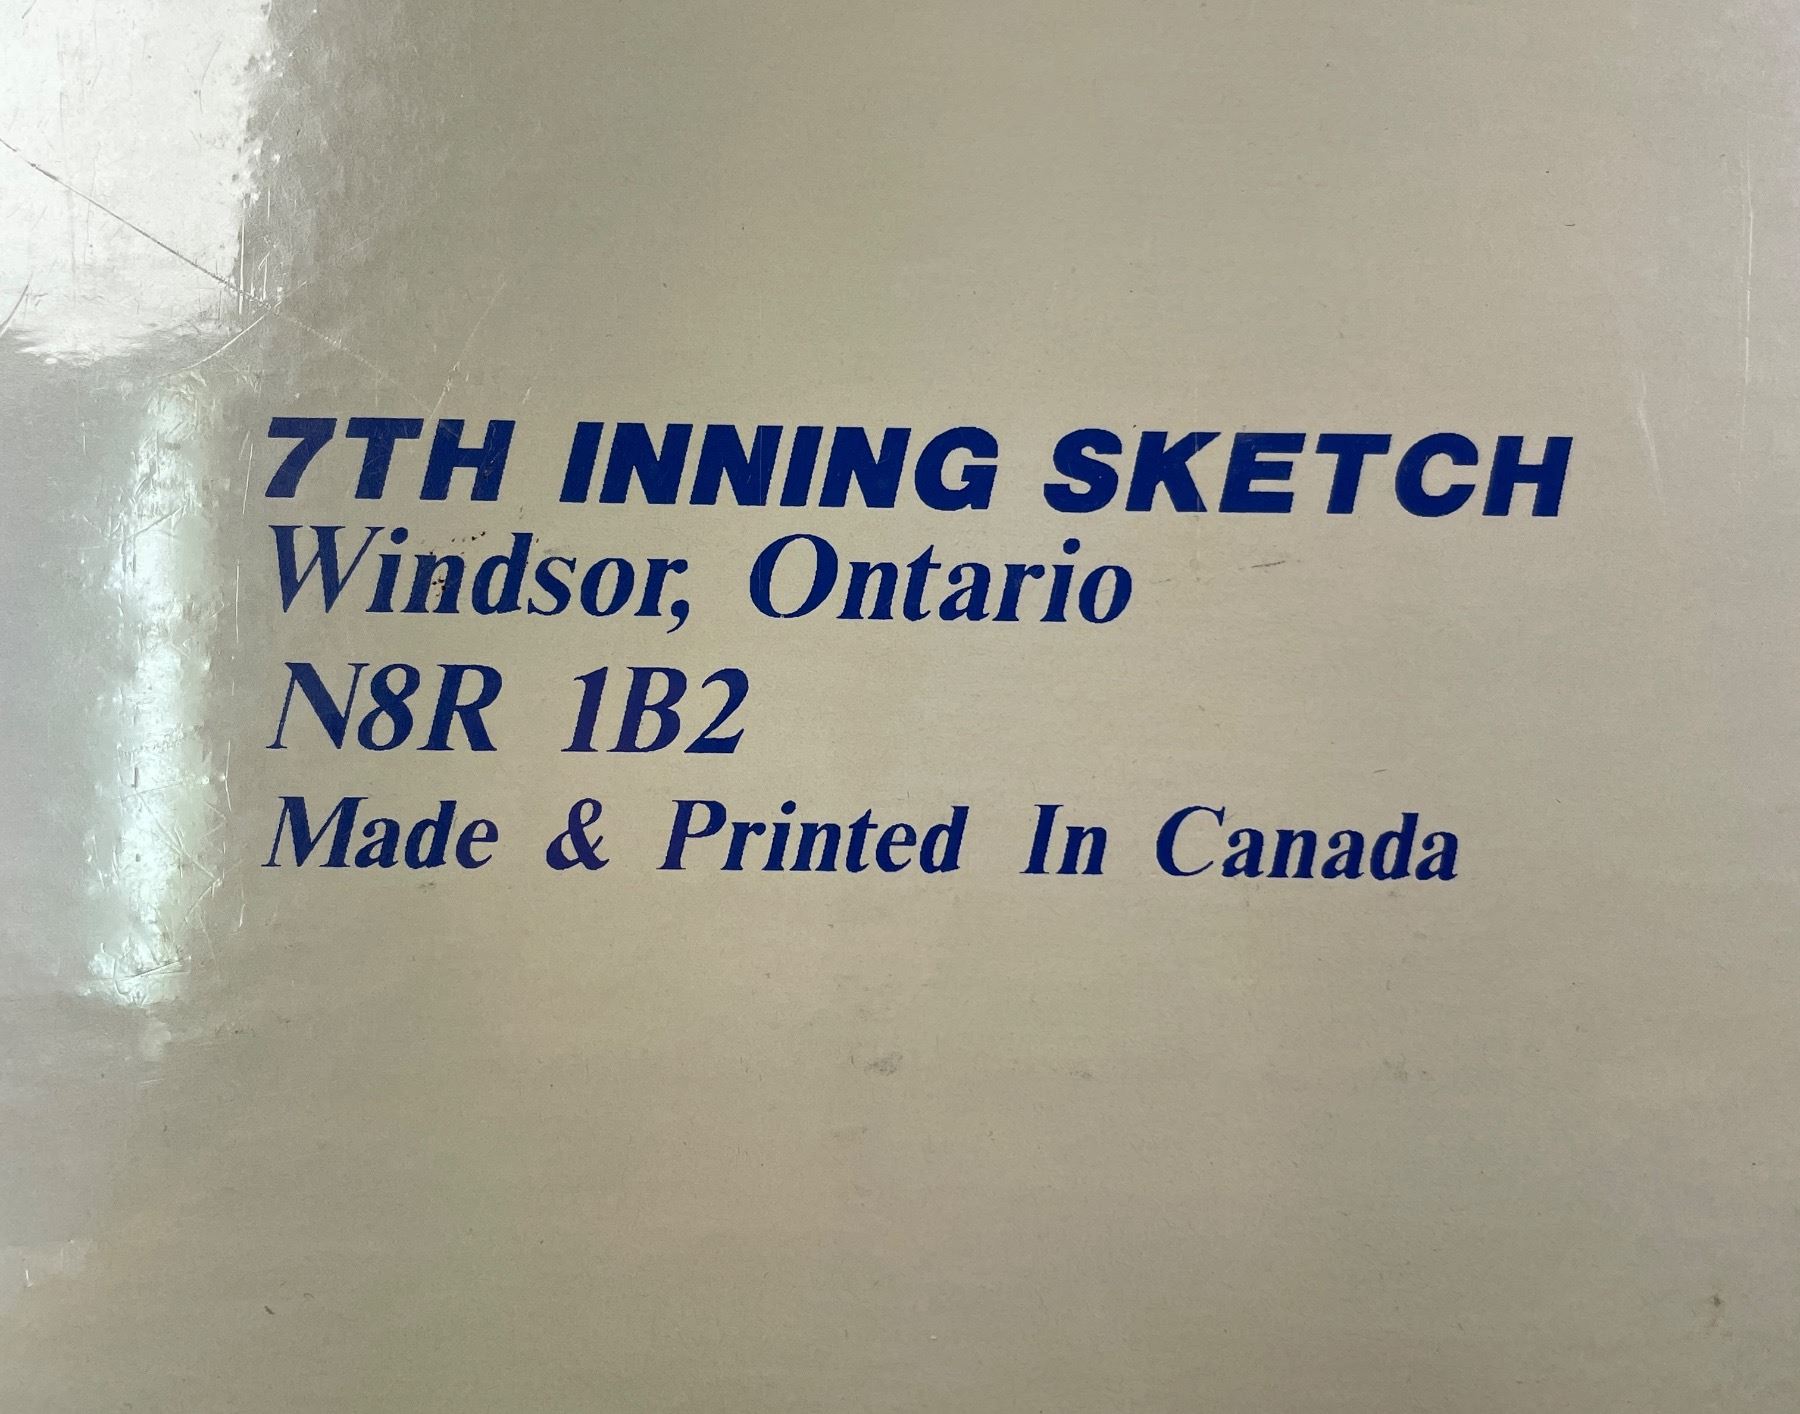 7TH INNING SKETCH
Windsor, Ontario
N8R 1B2
Made & Printed In Canada